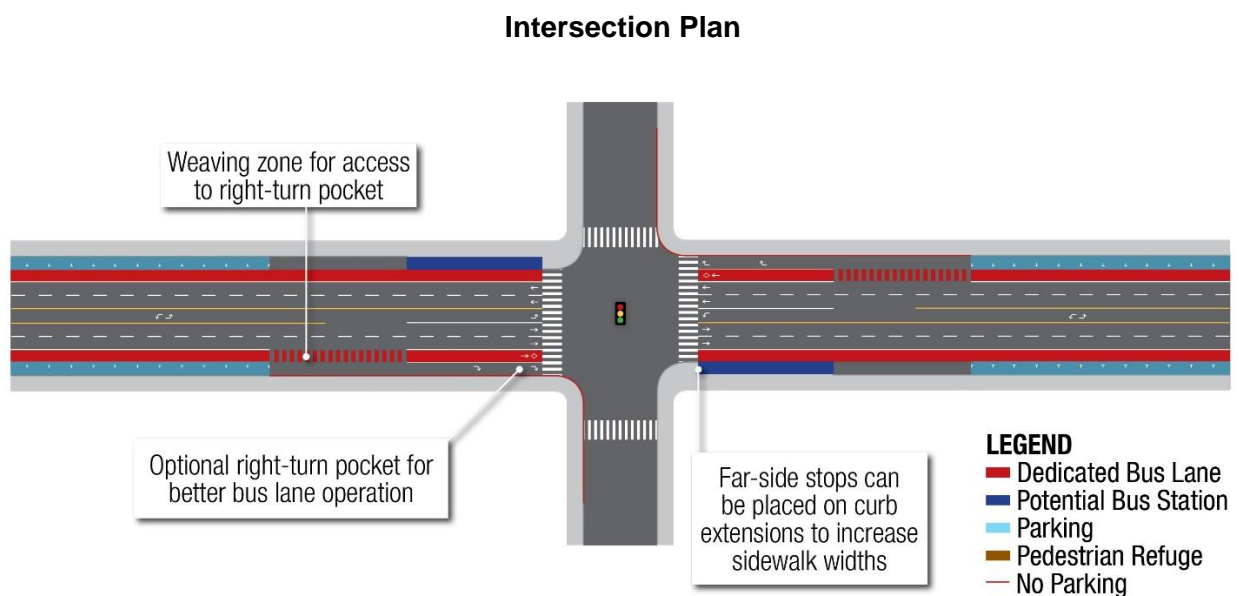 Intersection Plan
Weaving zone for access
to right-turn pocket
Optional right-turn pocket for
better bus lane operation
Far-side stops can
be placed on curb
extensions to increase
sidewalk widths
LEGEND
Dedicated Bus Lane
Potential Bus Station
Parking
Pedestrian Refuge
No Parking